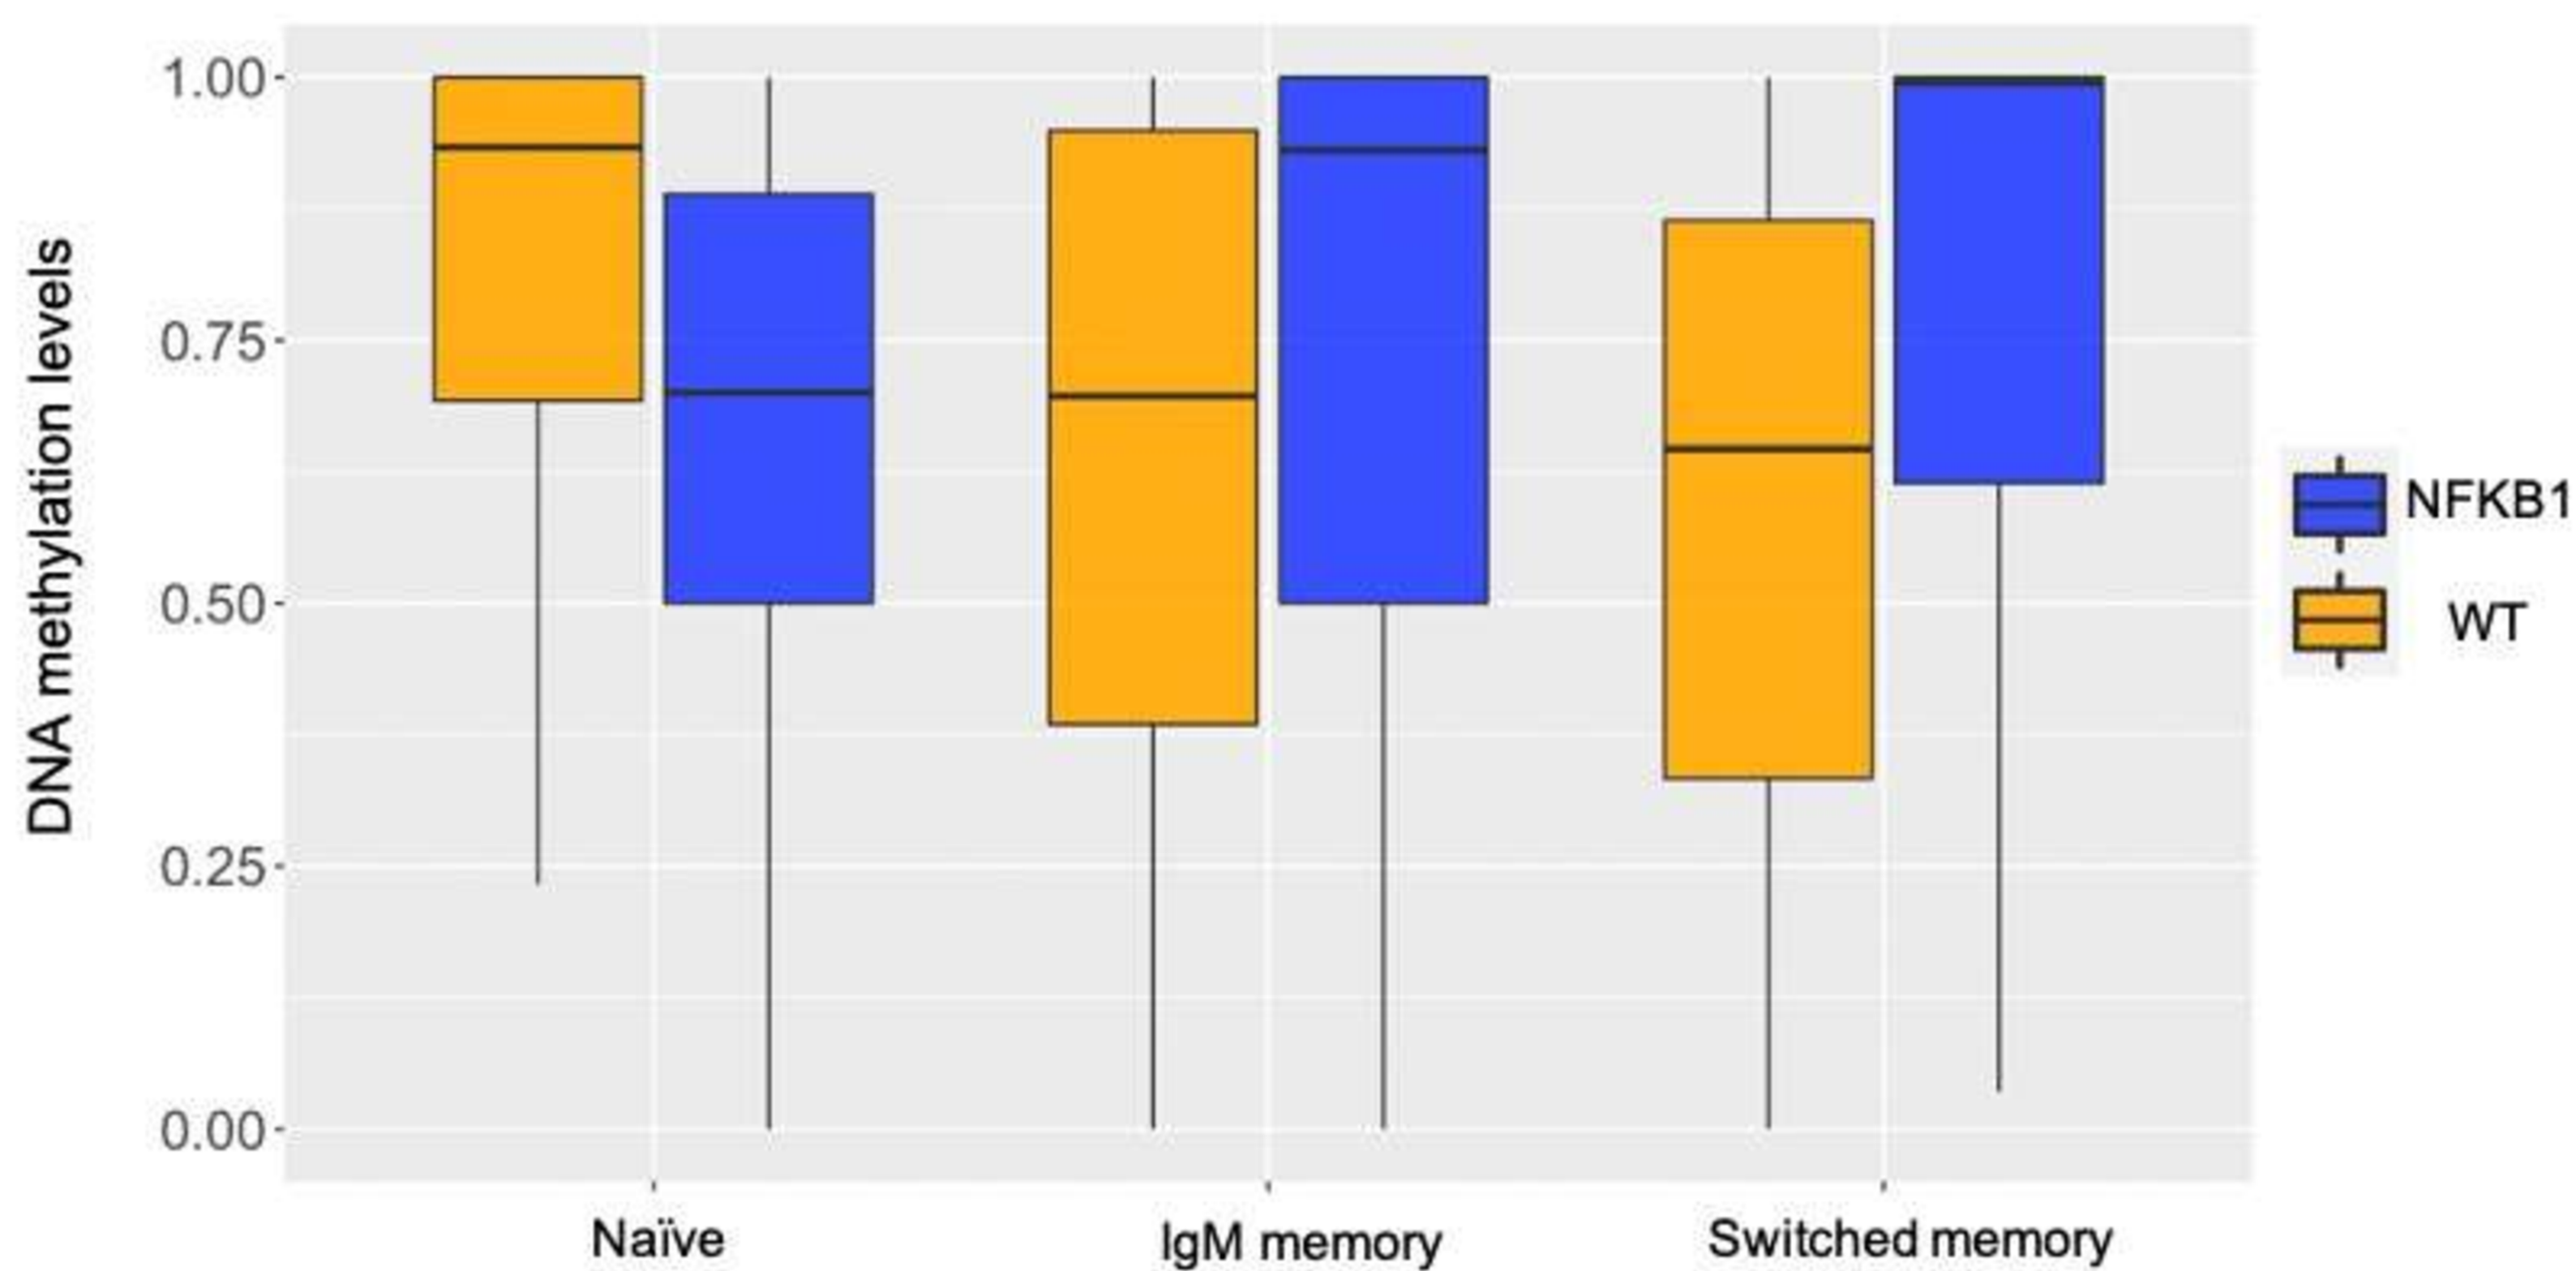 DNA methylation levels
1.00
0.75
0.50
0.25
0.00
Naïve
IgM memory
Switched memory
NFKB1
WT